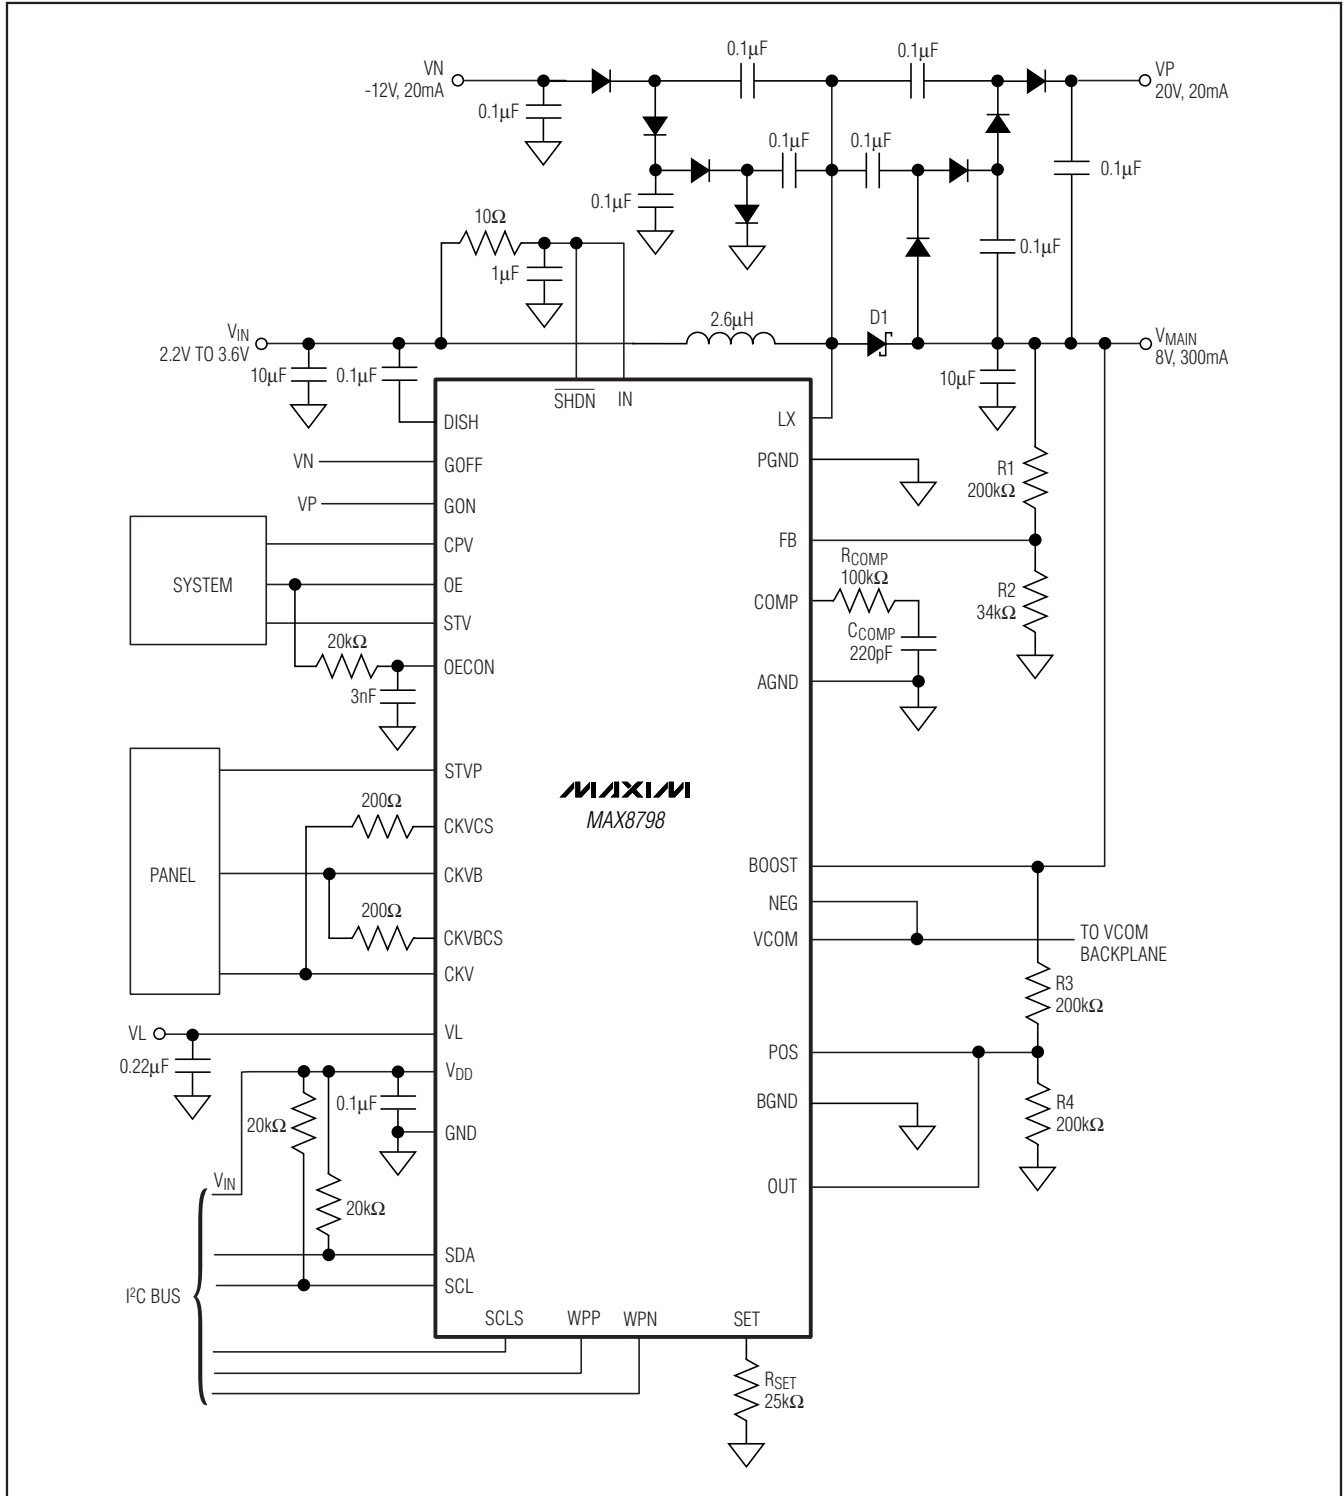 VN
-12V, 20mA
0.1µF
0.1µF
0.1µF
VP
20V, 20mA
0.1µF
0.1µF
0.1µF
0.1µF
0.1µF
10Ω
1µF
2.6µH
D1
VIN
2.2V TO 3.6V
10µF
0.1µF
VMAIN
8V, 300mA
10µF
SHDN
IN
DISH
LX
VN
GOFF
PGND
R1
200kΩ
VP
GON
CPV
FB
SYSTEM
OE
RCOMP
100kΩ
COMP
R2
34kΩ
STV
20kΩ
OECON
3nF
CCOMP
220pF
AGND
STVP
MAXIM
MAX8798
200Ω
CKVCS
PANEL
CKVB
BOOST
200Ω
CKVBCS
NEG
VCOM
TO VCOM
BACKPLANE
CKV
R3
200kΩ
VL
VL
0.22µF
POS
VDD
0.1µF
20kΩ
BGND
R4
200kΩ
GND
VIN
OUT
20kΩ
SDA
SCL
I²C BUS
SCLS
WPP
WPN
SET
RSET
25kΩ